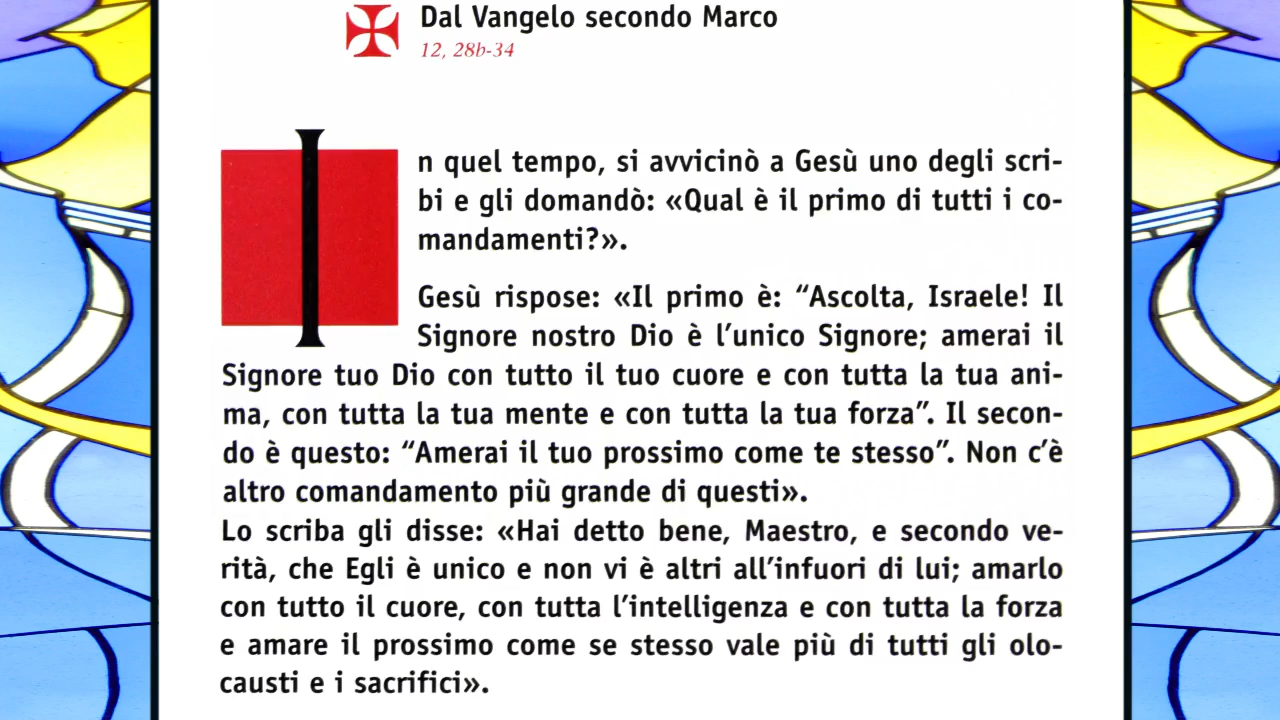 Dal Vangelo secondo Marco
12, 28b-34
In quel tempo, si avvicinò a Gesù uno degli scri-
bi e gli domandò: «Qual è il primo di tutti i co-
mandamenti?».
Gesù rispose: «Il primo è: “Ascolta, Israele! Il
Signore nostro Dio è l’unico Signore; amerai il
Signore tuo Dio con tutto il tuo cuore e con tutta la tua ani-
ma, con tutta la tua mente e con tutta la tua forza”. Il secon-
do è questo: “Amerai il tuo prossimo come te stesso”. Non c’è
altro comandamento più grande di questi».
Lo scriba gli disse: «Hai detto bene, Maestro, e secondo ve-
rità, che Egli è unico e non vi è altri all’infuori di lui; amarlo
con tutto il cuore, con tutta l’intelligenza e con tutta la forza
e amare il prossimo come se stesso vale più di tutti gli olo-
causti e i sacrifici».